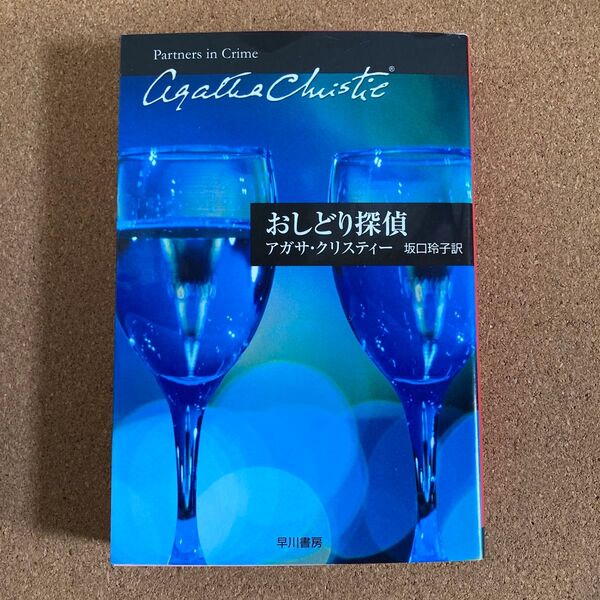 Partners in Crime
Agatha Christie®
おしどり探偵
アガサ・クリスティー 坂口玲子訳
早川書房